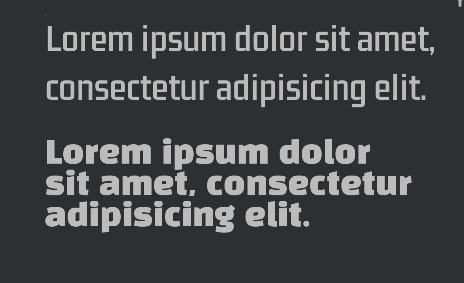 Lorem ipsum dolor sit amet,
consectetur adipisicing elit.
Lorem ipsum dolor
sit amet, consectetur
adipisicing elit.